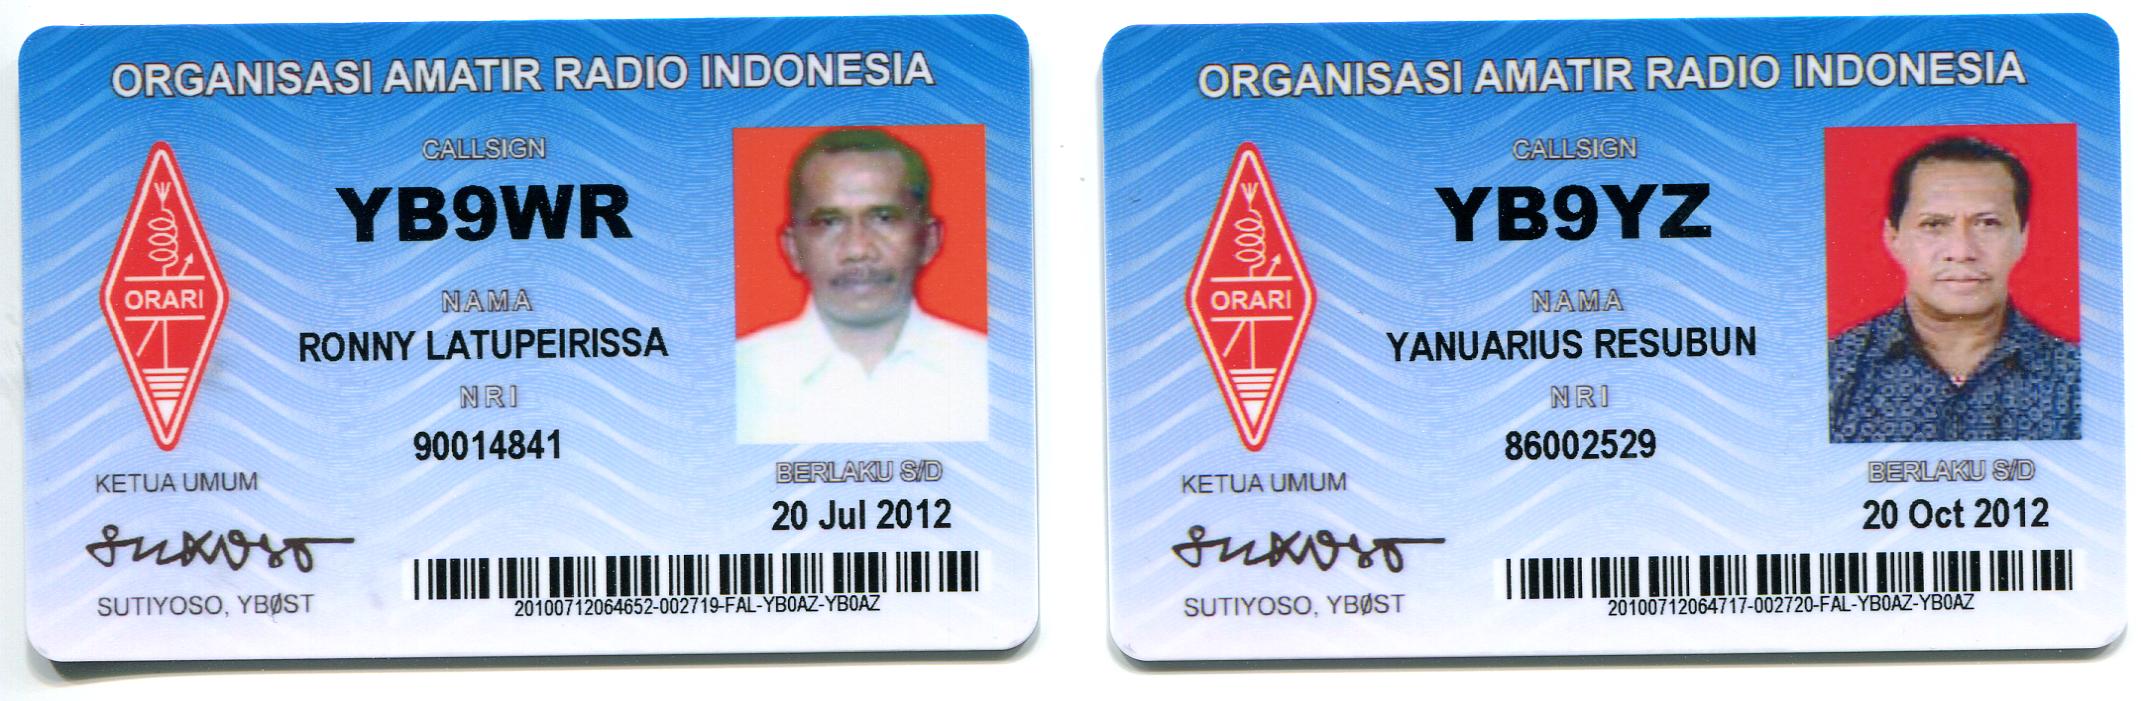 ORGANISASI AMATIR RADIO INDONESIA
CALLSIGN
YB9WR
ORARI
NAMA
RONNY LATUPEIRISSA
NRI
90014841
KETUA UMUM
BERLAKU S/D
20 Jul 2012
SUTIYOSO, YBØST
20100712064652-002719-FAL-YB0AZ-YB0AZ
ORGANISASI AMATIR RADIO INDONESIA
CALLSIGN
YB9YZ
ORARI
NAMA
YANUARIUS RESUBUN
NRI
86002529
KETUA UMUM
BERLAKU S/D
20 Oct 2012
SUTIYOSO, YBØST
20100712064717-002720-FAL-YB0AZ-YB0AZ